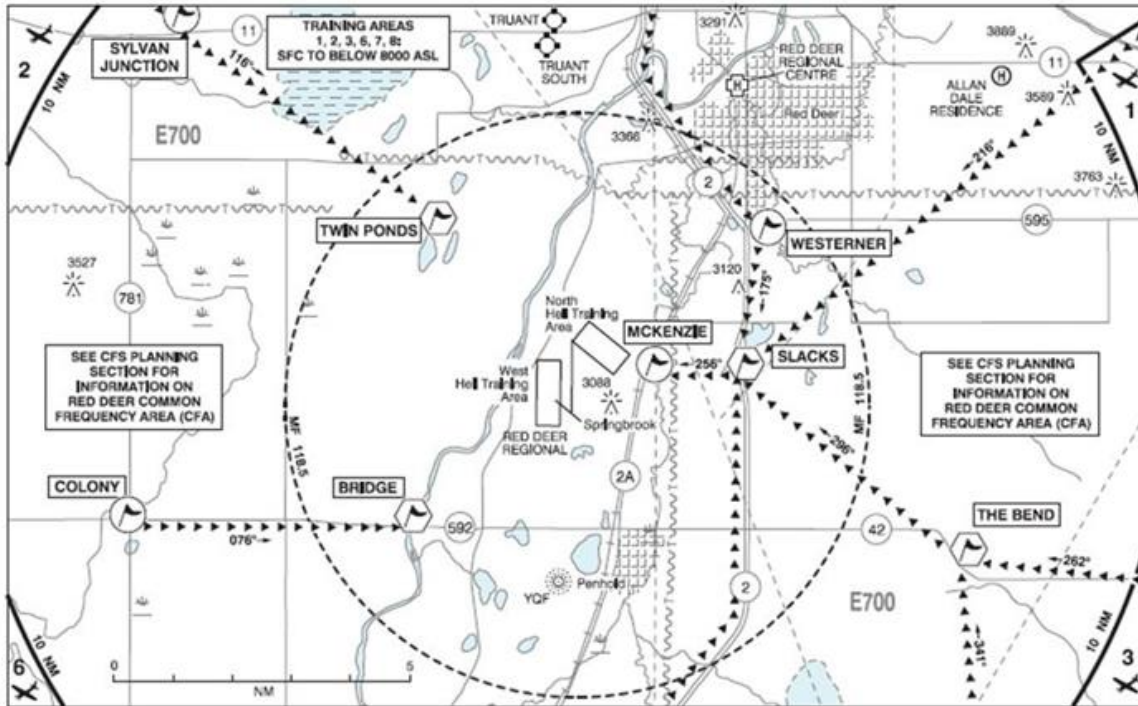 2
10 NM
SYLVAN
JUNCTION
116°
11
TRAINING AREAS
1, 2, 3, 6, 7, 8:
SFC TO BELOW 8000 ASL
TRUANT
TRUANT
SOUTH
3291
RED DEER
REGIONAL
CENTRE
H
Red Deer
3366
3869
11
H
ALLAN
DALE
RESIDENCE
3589
1
10 NM
216°
3763
E700
2
595
TWIN PONDS
WESTERNER
3527
781
3120
175°
North
Heli Training
Area
MCKENZIE
256°
SLACKS
SEE CFS PLANNING
SECTION FOR
INFORMATION ON
RED DEER COMMON
FREQUENCY AREA (CFA)
West
Heli Training
Area
3088
Springbrook
RED DEER
REGIONAL
MF 118.5
MF 118.5
SEE CFS PLANNING
SECTION FOR
INFORMATION ON
RED DEER COMMON
FREQUENCY AREA (CFA)
296°
COLONY
BRIDGE
2A
076°
592
42
THE BEND
262°
YQF
Penhold
2
E700
341°
10 NM
6
0
5
NM
10 NM
3